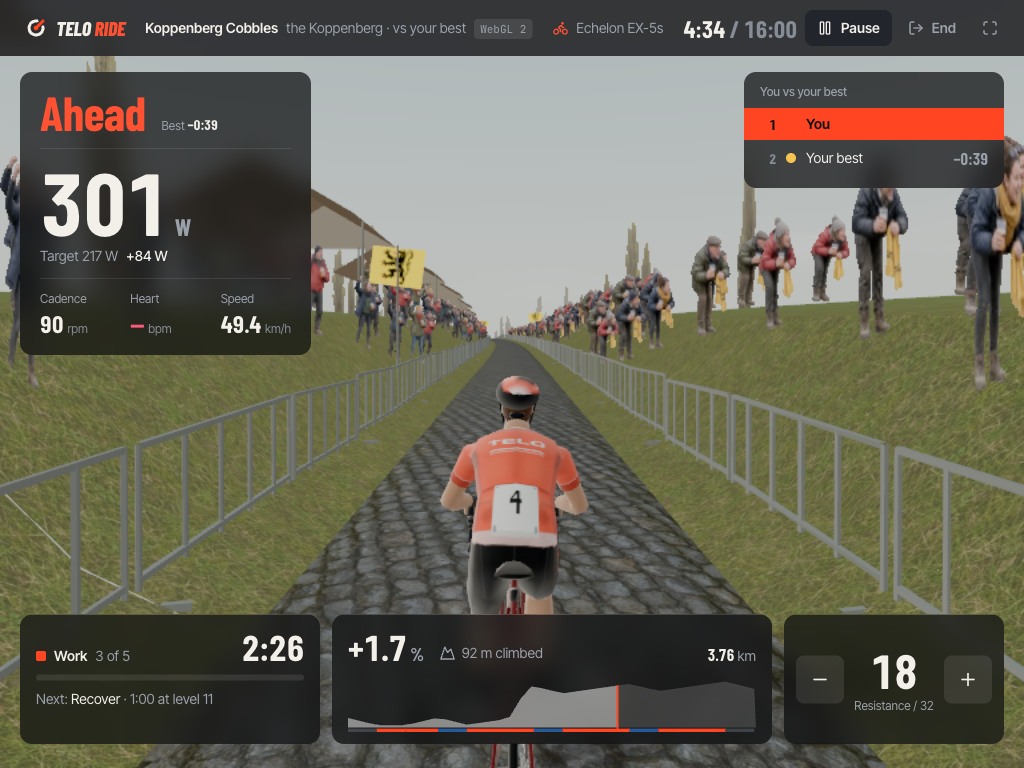 TELO RIDE
Koppenberg Cobbles the Koppenberg · vs your best WebGL 2
Echelon EX-5s
4:34 / 16:00
Pause
End
Ahead Best –0:39
301 W
Target 217 W +84 W
Cadence Heart Speed
90 rpm – bpm 49.4 km/h
You vs your best
1 You
2 Your best –0:39
TELO
4
Work 3 of 5 2:26
Next: Recover · 1:00 at level 11
+1.7 % 92 m climbed 3.76 km
− 18 +
Resistance / 32